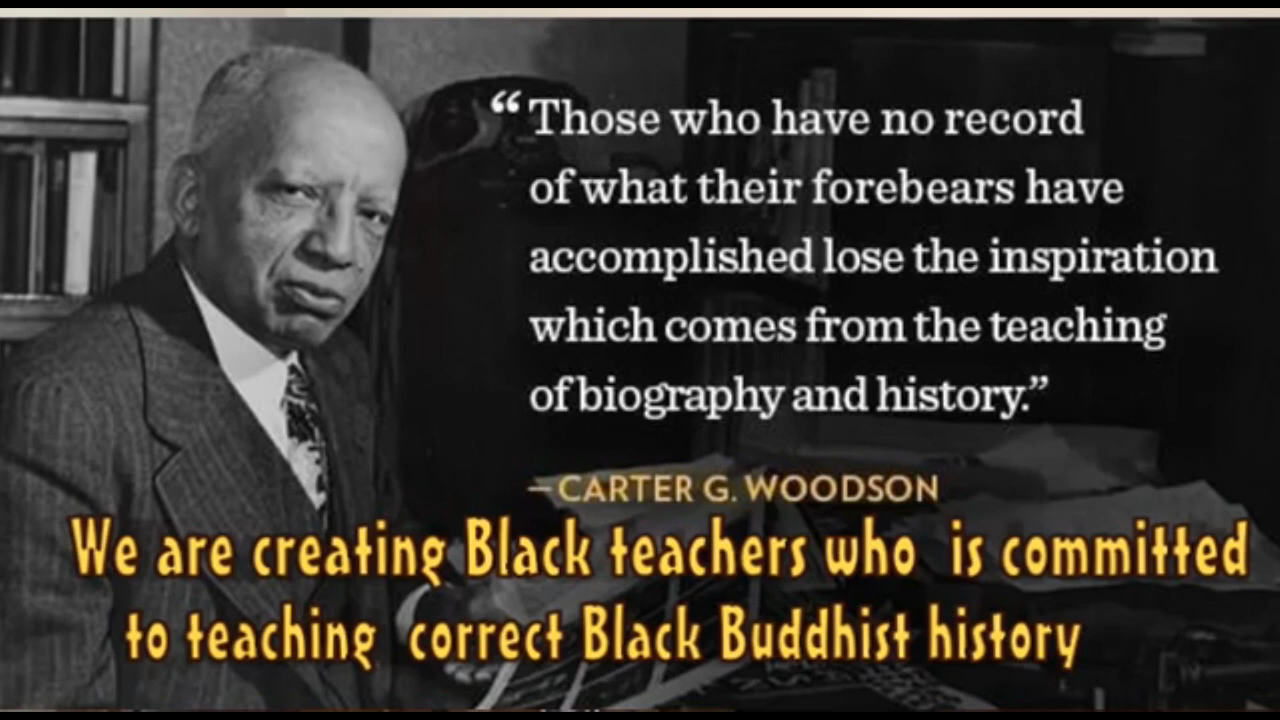 “Those who have no record
of what their forebears have
accomplished lose the inspiration
which comes from the teaching
of biography and history.”
–CARTER G. WOODSON
We are creating Black teachers who is committed
to teaching correct Black Buddhist history